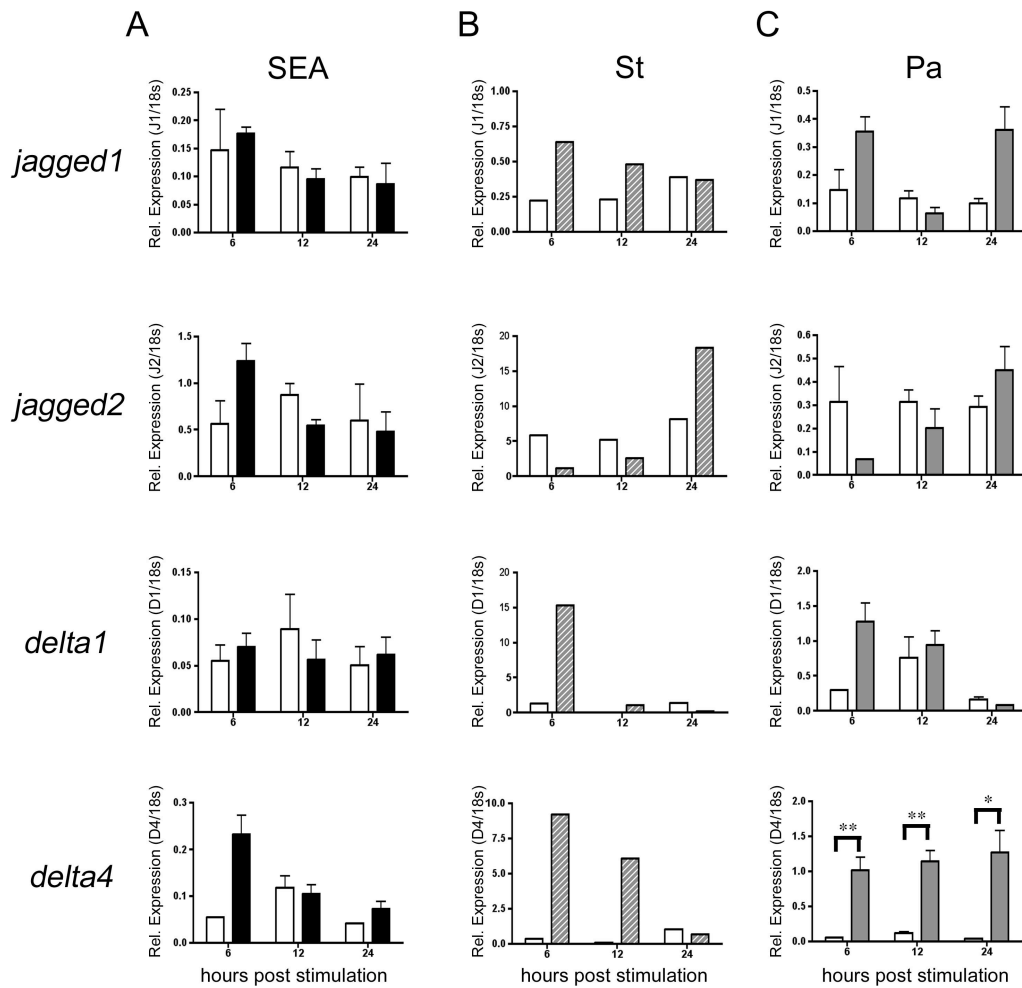 A B C
SEA St Pa
jagged1
Rel. Expression (J1/18s)
0.25
0.20
0.15
0.10
0.05
0.00
6 12 24
Rel. Expression (J1/18s)
1.00
0.75
0.50
0.25
0.00
6 12 24
Rel. Expression (J1/18s)
0.5
0.4
0.3
0.2
0.1
0.0
6 12 24
jagged2
Rel. Expression (J2/18s)
1.5
1.0
0.5
0.0
6 12 24
Rel. Expression (J2/18s)
20
15
10
5
0
6 12 24
Rel. Expression (J2/18s)
0.6
0.5
0.4
0.3
0.2
0.1
0.0
6 12 24
delta1
Rel. Expression (D1/18s)
0.15
0.10
0.05
0.00
6 12 24
Rel. Expression (D1/18s)
20
15
10
5
0
6 12 24
Rel. Expression (D1/18s)
2.0
1.5
1.0
0.5
0.0
6 12 24
delta4
Rel. Expression (D4/18s)
0.3
0.2
0.1
0.0
6 12 24
hours post stimulation
Rel. Expression (D4/18s)
10.0
7.5
5.0
2.5
0.0
6 12 24
hours post stimulation
Rel. Expression (D4/18s)
2.0
1.5
1.0
0.5
0.0
** ** *
6 12 24
hours post stimulation